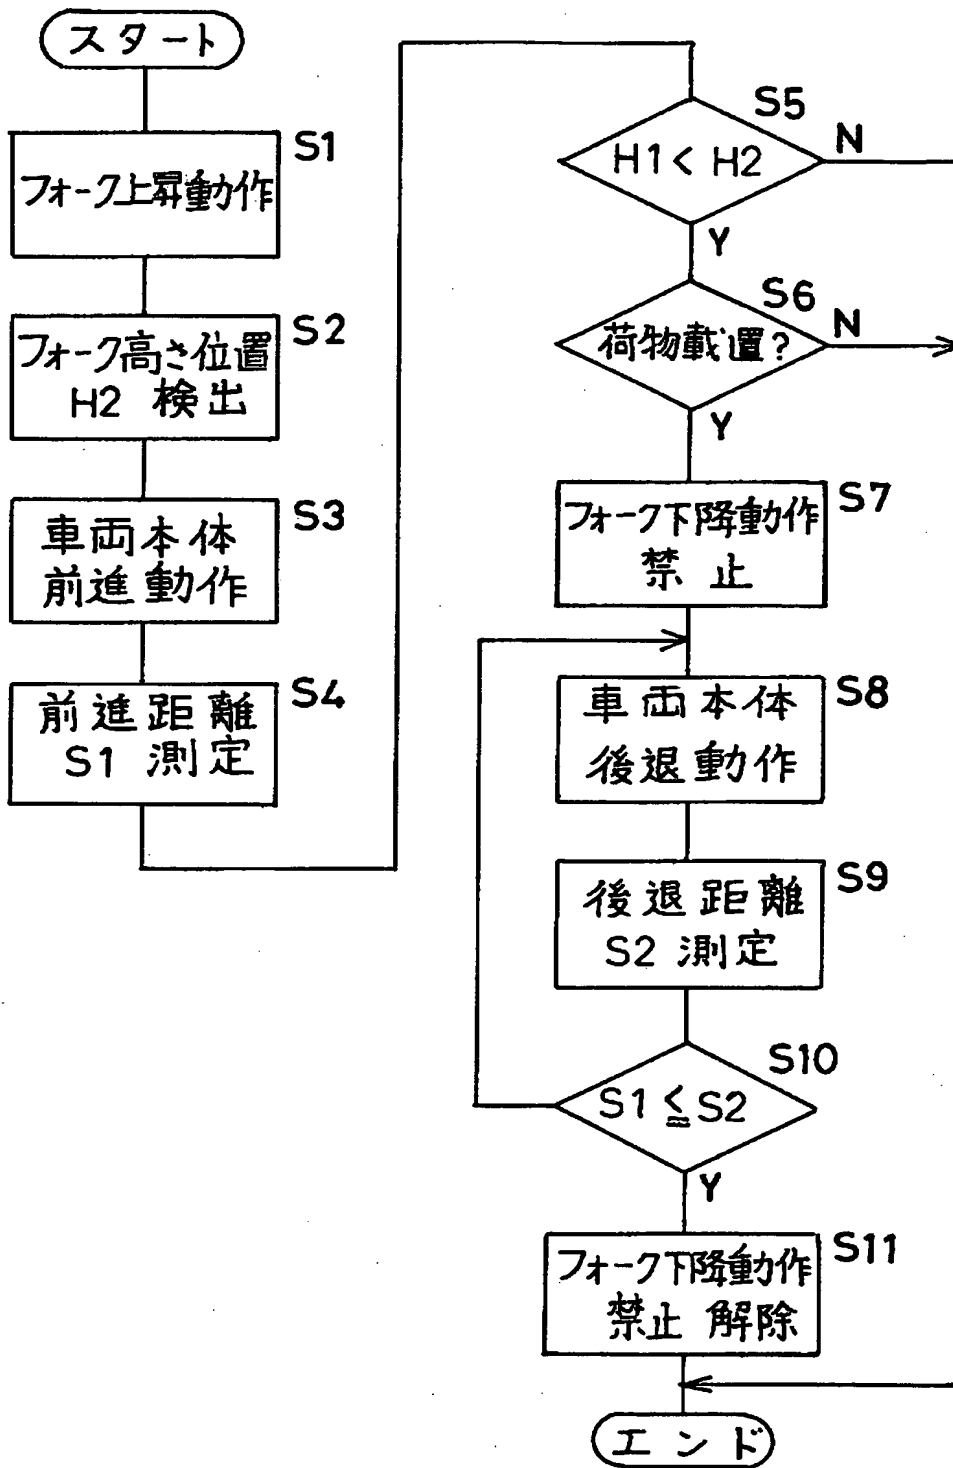 スタート
S1
フォーク上昇動作
S2
フォーク高さ位置
H2 検出
S3
車両本体
前進動作
S4
前進距離
S1 測定
S5
H1 < H2
N
Y
S6
荷物載置?
N
Y
S7
フォーク下降動作
禁止
S8
車両本体
後退動作
S9
後退距離
S2 測定
S10
S1 ≦ S2
Y
S11
フォーク下降動作
禁止 解除
エンド